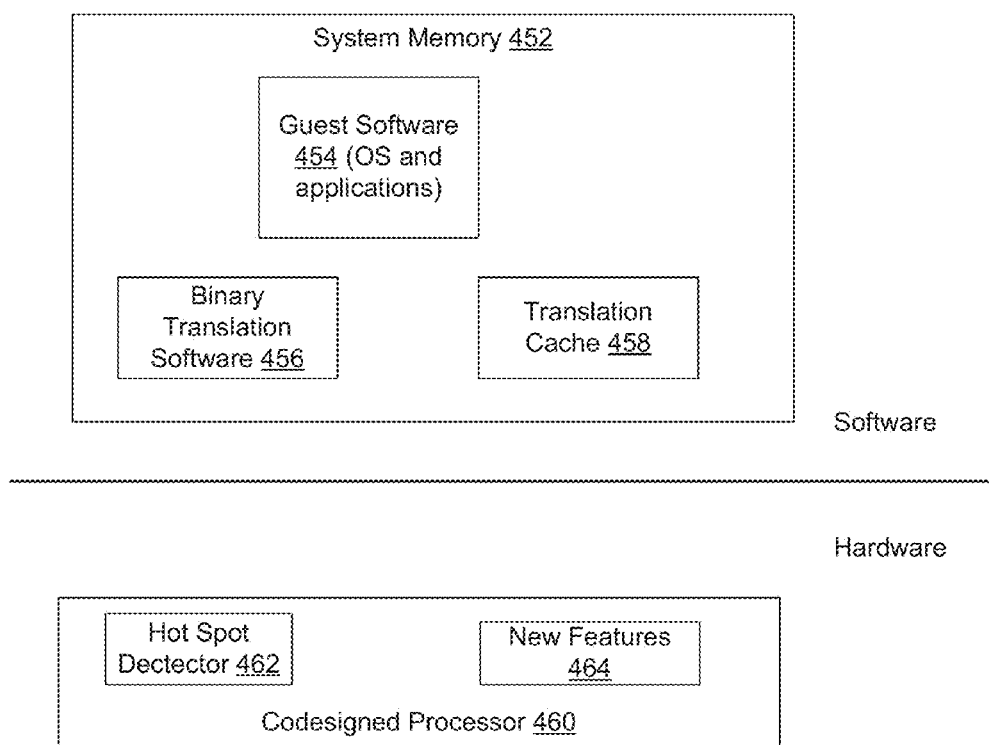 System Memory 452
Guest Software
454 (OS and
applications)
Binary
Translation
Software 456
Translation
Cache 458
Software
Hardware
Hot Spot
Dectector 462
New Features
464
Codesigned Processor 460